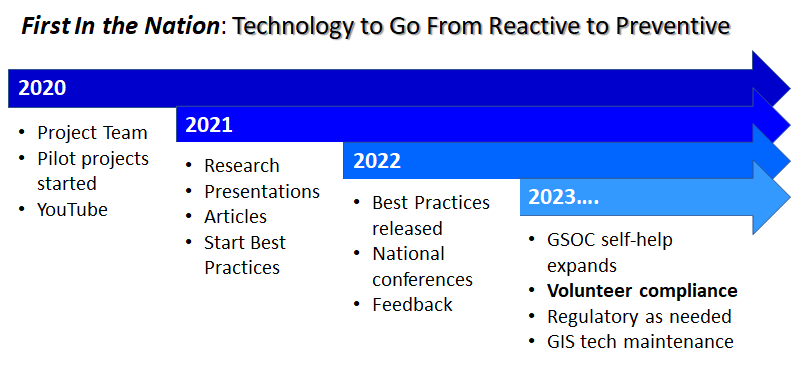 First In the Nation: Technology to Go From Reactive to Preventive
2020
• Project Team
• Pilot projects
started
• YouTube
2021
• Research
• Presentations
• Articles
• Start Best
Practices
2022
• Best Practices
released
• National
conferences
• Feedback
2023....
• GSOC self-help
expands
• Volunteer compliance
• Regulatory as needed
• GIS tech maintenance